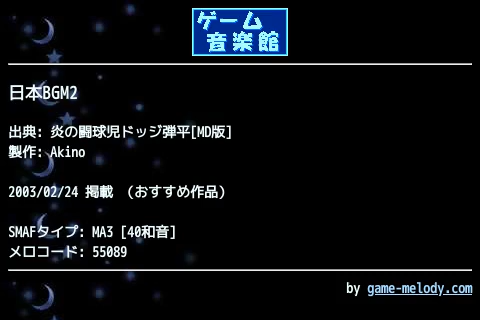 ゲーム
音楽館
日本BGM2
出典: 炎の闘球児ドッジ弾平[MD版]
製作: Akino
2003/02/24 掲載 (おすすめ作品)
SMAFタイプ: MA3 [40和音]
メロコード: 55089
by game-melody.com